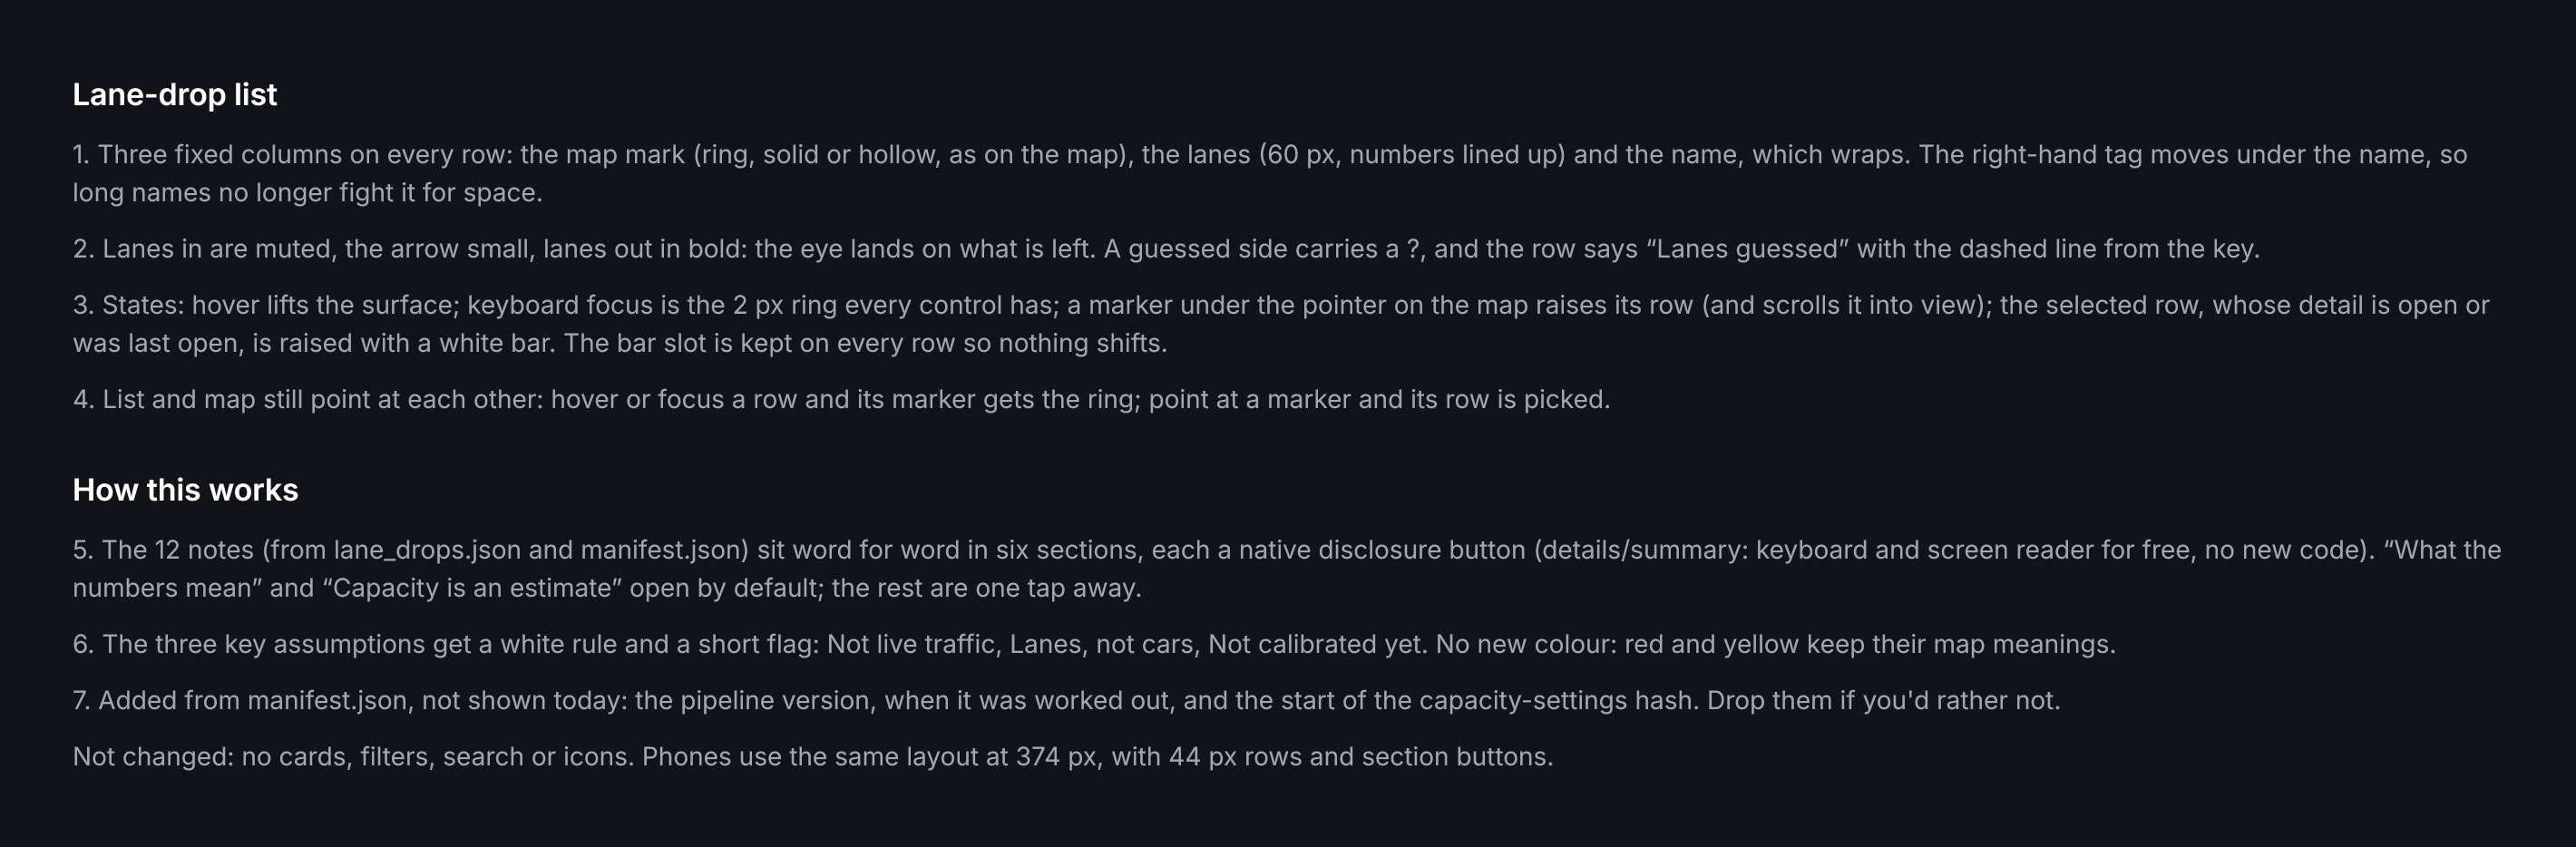 Lane-drop list
1. Three fixed columns on every row: the map mark (ring, solid or hollow, as on the map), the lanes (60 px, numbers lined up) and the name, which wraps. The right-hand tag moves under the name, so
long names no longer fight it for space.
2. Lanes in are muted, the arrow small, lanes out in bold: the eye lands on what is left. A guessed side carries a ?, and the row says “Lanes guessed” with the dashed line from the key.
3. States: hover lifts the surface; keyboard focus is the 2 px ring every control has; a marker under the pointer on the map raises its row (and scrolls it into view); the selected row, whose detail is open or
was last open, is raised with a white bar. The bar slot is kept on every row so nothing shifts.
4. List and map still point at each other: hover or focus a row and its marker gets the ring; point at a marker and its row is picked.
How this works
5. The 12 notes (from lane_drops.json and manifest.json) sit word for word in six sections, each a native disclosure button (details/summary: keyboard and screen reader for free, no new code). “What the
numbers mean” and “Capacity is an estimate” open by default; the rest are one tap away.
6. The three key assumptions get a white rule and a short flag: Not live traffic, Lanes, not cars, Not calibrated yet. No new colour: red and yellow keep their map meanings.
7. Added from manifest.json, not shown today: the pipeline version, when it was worked out, and the start of the capacity-settings hash. Drop them if you'd rather not.
Not changed: no cards, filters, search or icons. Phones use the same layout at 374 px, with 44 px rows and section buttons.